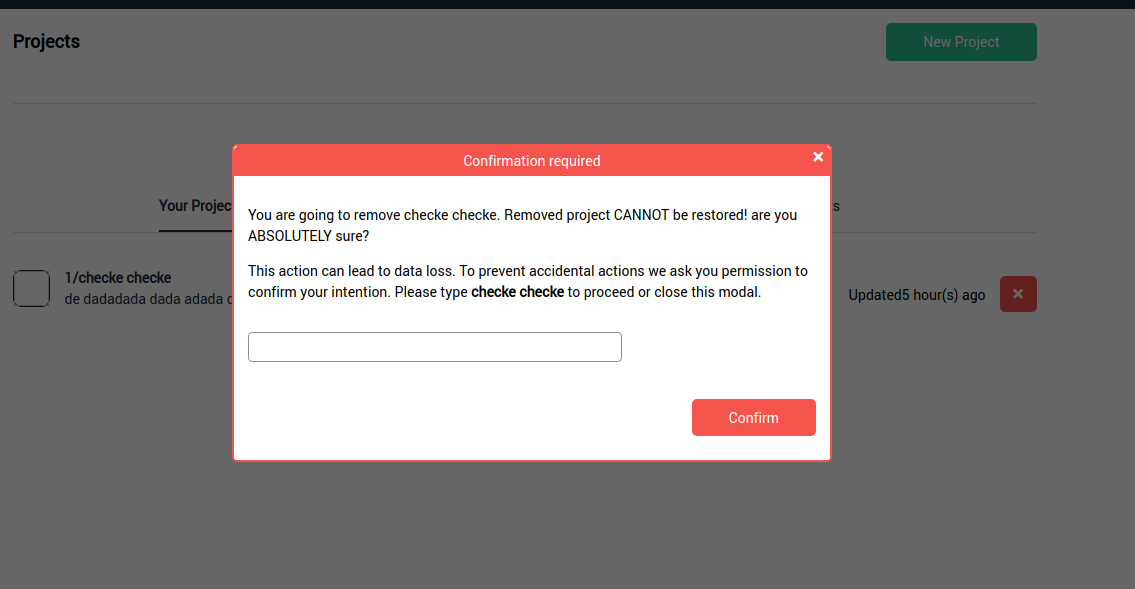 Projects
New Project
Confirmation required
You are going to remove checke checke. Removed project CANNOT be restored! are you
ABSOLUTELY sure?
This action can lead to data loss. To prevent accidental actions we ask you permission to
confirm your intention. Please type checke checke to proceed or close this modal.
Confirm
Your Projec
s
1/checke checke
de dadadada dada adada
Updated5 hour(s) ago